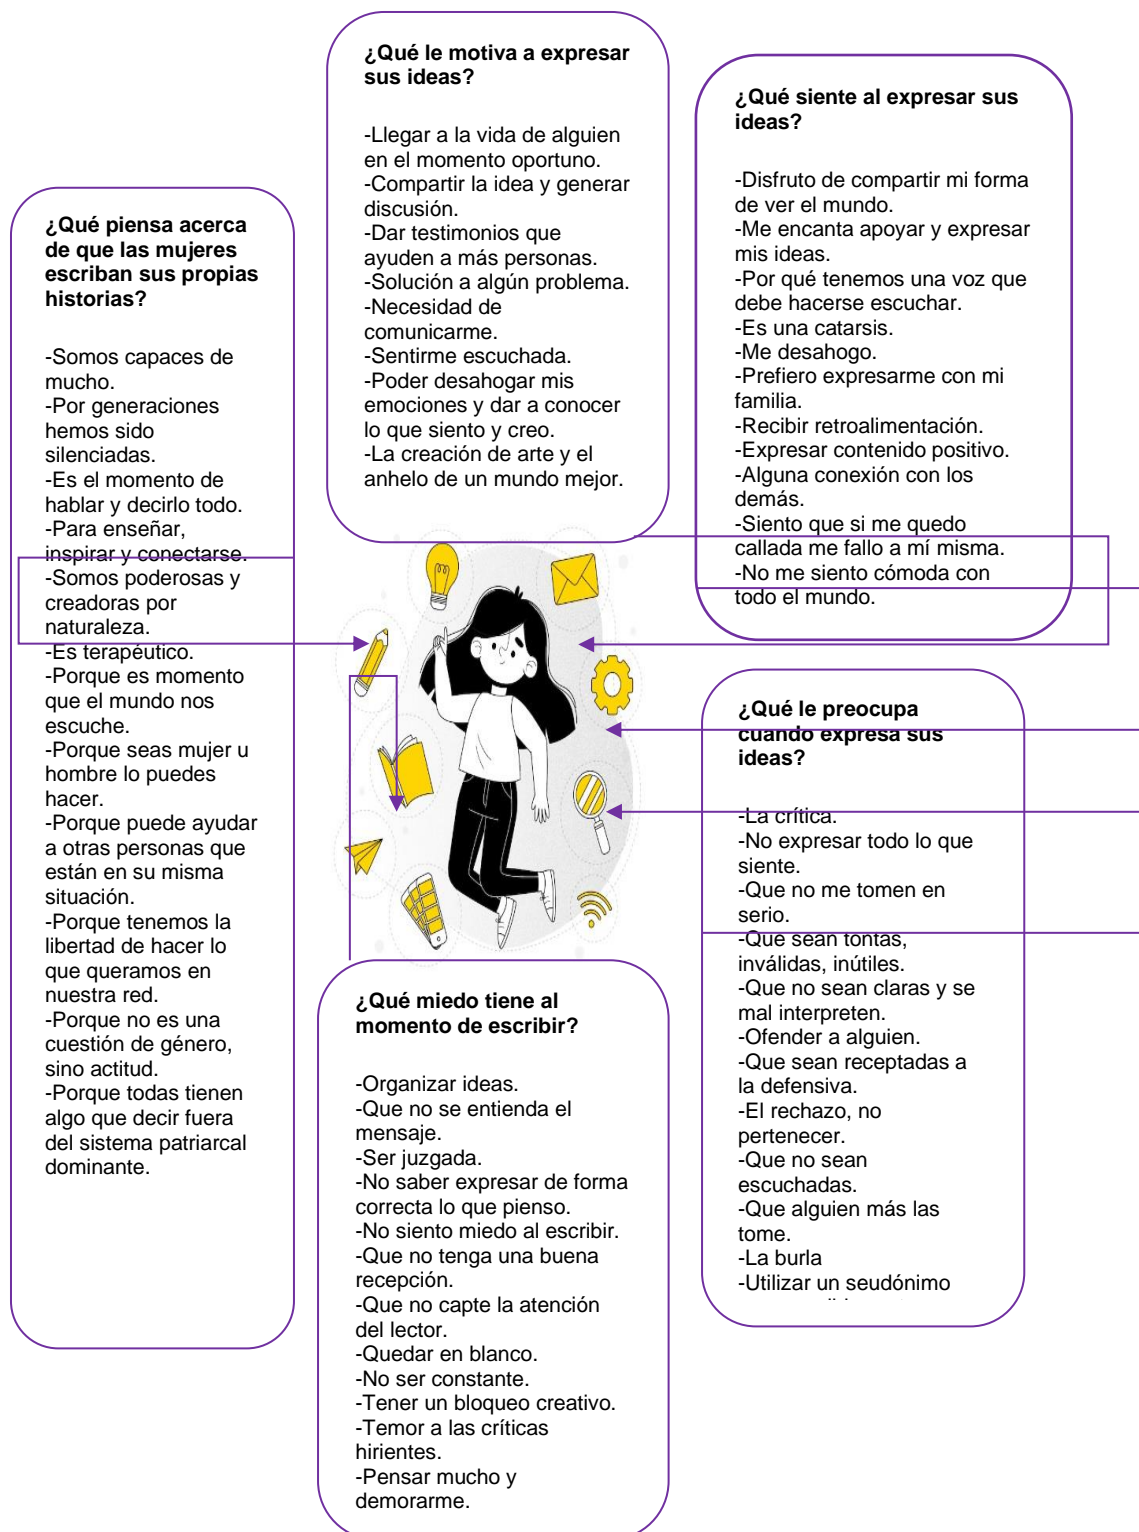 ¿Qué le motiva a expresar
sus ideas?
-Llegar a la vida de alguien
en el momento oportuno.
-Compartir la idea y generar
discusión.
-Dar testimonios que
ayuden a más personas.
-Solución a algún problema.
-Necesidad de
comunicarme.
-Sentirme escuchada.
-Poder desahogar mis
emociones y dar a conocer
lo que siento y creo.
-La creación de arte y el
anhelo de un mundo mejor.
¿Qué siente al expresar sus
ideas?
-Disfruto de compartir mi forma
de ver el mundo.
-Me encanta apoyar y expresar
mis ideas.
-Por qué tenemos una voz que
debe hacerse escuchar.
-Es una catarsis.
-Me desahogo.
-Prefiero expresarme con mi
familia.
-Recibir retroalimentación.
-Expresar contenido positivo.
-Alguna conexión con los
demás.
-Siento que si me quedo
callada me fallo a mí misma.
-No me siento cómoda con
todo el mundo.
¿Qué piensa acerca
de que las mujeres
escriban sus propias
historias?
-Somos capaces de
mucho.
-Por generaciones
hemos sido
silenciadas.
-Es el momento de
hablar y decirlo todo.
-Para enseñar,
inspirar y conectarse.
-Somos poderosas y
creadoras por
naturaleza.
-Es terapéutico.
-Porque es momento
que el mundo nos
escuche.
-Porque seas mujer u
hombre lo puedes
hacer.
-Porque puede ayudar
a otras personas que
están en su misma
situación.
-Porque tenemos la
libertad de hacer lo
que queramos en
nuestra red.
-Porque no es una
cuestión de género,
sino actitud.
-Porque todas tienen
algo que decir fuera
del sistema patriarcal
dominante.
¿Qué le preocupa
cuando expresa sus
ideas?
-La crítica.
-No expresar todo lo que
siente.
-Que no me tomen en
serio.
-Que sean tontas,
inválidas, inútiles.
-Que no sean claras y se
mal interpreten.
-Ofender a alguien.
-Que sean receptadas a
la defensiva.
-El rechazo, no
pertenecer.
-Que no sean
escuchadas.
-Que alguien más las
tome.
-La burla
-Utilizar un seudónimo
¿Qué miedo tiene al
momento de escribir?
-Organizar ideas.
-Que no se entienda el
mensaje.
-Ser juzgada.
-No saber expresar de forma
correcta lo que pienso.
-No siento miedo al escribir.
-Que no tenga una buena
recepción.
-Que no capte la atención
del lector.
-Quedar en blanco.
-No ser constante.
-Tener un bloqueo creativo.
-Temor a las críticas
hirientes.
-Pensar mucho y
demorarme.